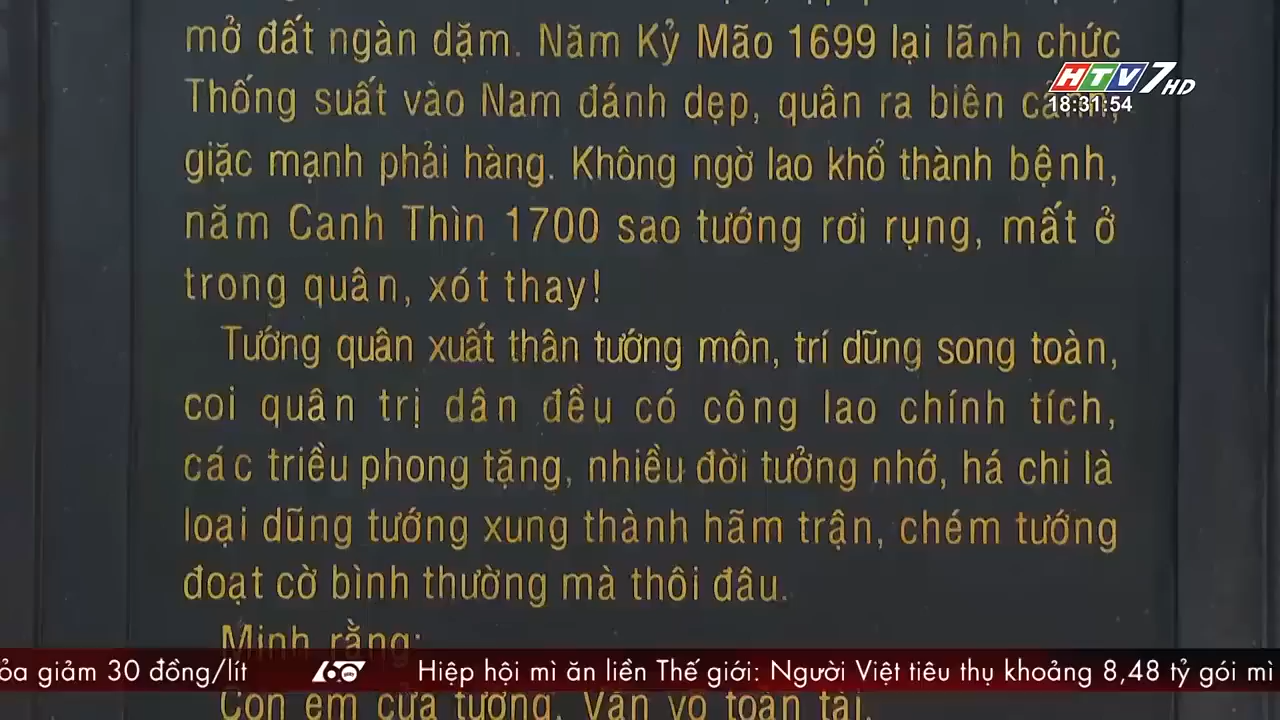 mở đất ngàn dặm. Năm Kỷ Mão 1699 lại lãnh chức
HTV7 HD
18:31:54
Thống suất vào Nam đánh dẹp, quân ra biên cảnh,
giặc mạnh phải hàng. Không ngờ lao khổ thành bệnh,
năm Canh Thìn 1700 sao tướng rơi rụng, mất ở
trong quân, xót thay!
Tướng quân xuất thân tướng môn, trí dũng song toàn,
coi quân trị dân đều có công lao chính tích,
các triều phong tặng, nhiều đời tưởng nhớ, há chi là
loại dũng tướng xung thành hãm trận, chém tướng
đoạt cờ bình thường mà thôi đâu.
Minh rằng:
ỏa giảm 30 đồng/lít
60 giây
Hiệp hội mì ăn liền Thế giới: Người Việt tiêu thụ khoảng 8,48 tỷ gói mì
Con em cửa tướng, Văn võ toàn tài.